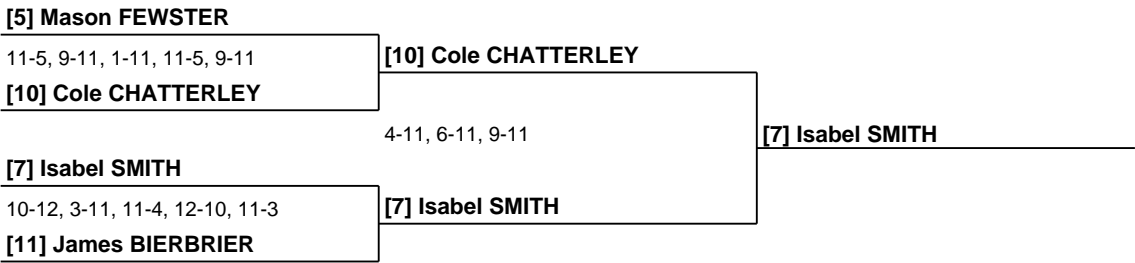 [5] Mason FEWSTER
11-5, 9-11, 1-11, 11-5, 9-11
[10] Cole CHATTERLEY
[10] Cole CHATTERLEY
4-11, 6-11, 9-11
[7] Isabel SMITH
[7] Isabel SMITH
10-12, 3-11, 11-4, 12-10, 11-3
[7] Isabel SMITH
[11] James BIERBRIER